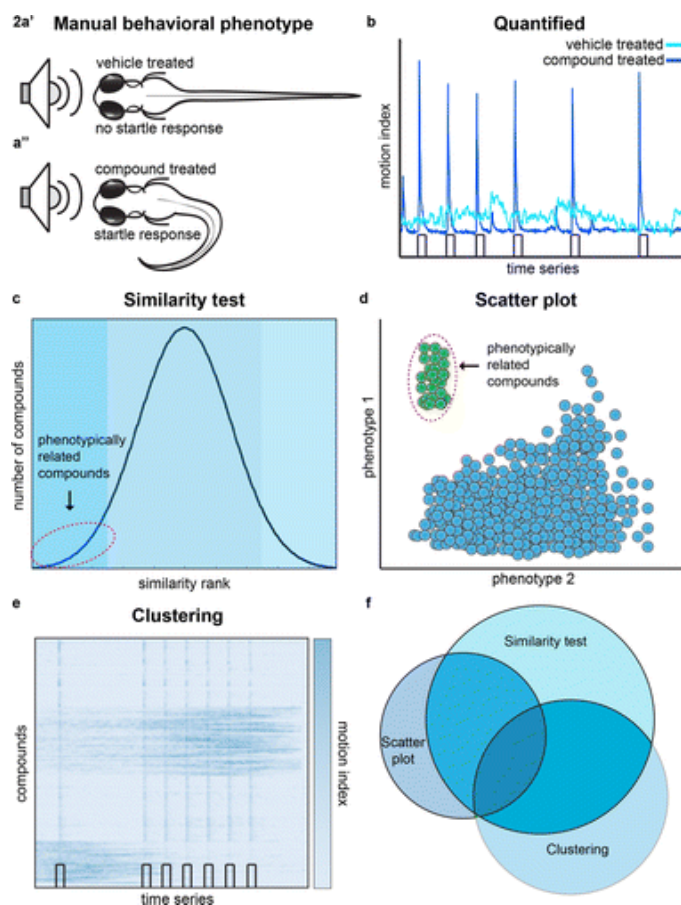 2a' Manual behavioral phenotype
vehicle treated
no startle response
a"
compound treated
startle response
b Quantified
vehicle treated
compound treated
motion index
time series
c Similarity test
number of compounds
phenotypically
related
compounds
similarity rank
d Scatter plot
phenotypically
related
compounds
phenotype 1
phenotype 2
e Clustering
compounds
motion index
time series
f
Similarity test
Scatter
plot
Clustering